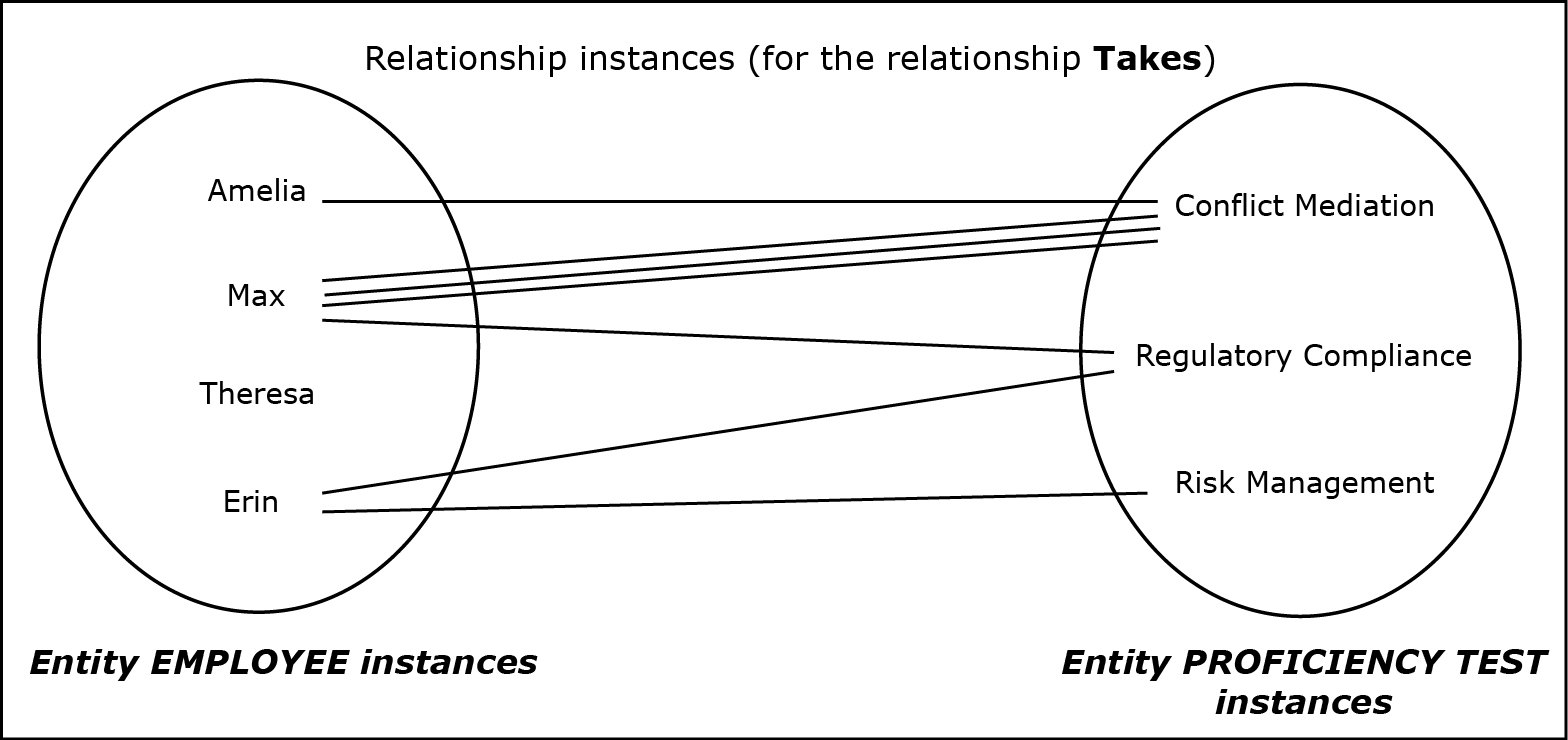 Relationship instances (for the relationship Takes)
Amelia
Max
Theresa
Erin
Conflict Mediation
Regulatory Compliance
Risk Management
Entity EMPLOYEE instances
Entity PROFICIENCY TEST
instances